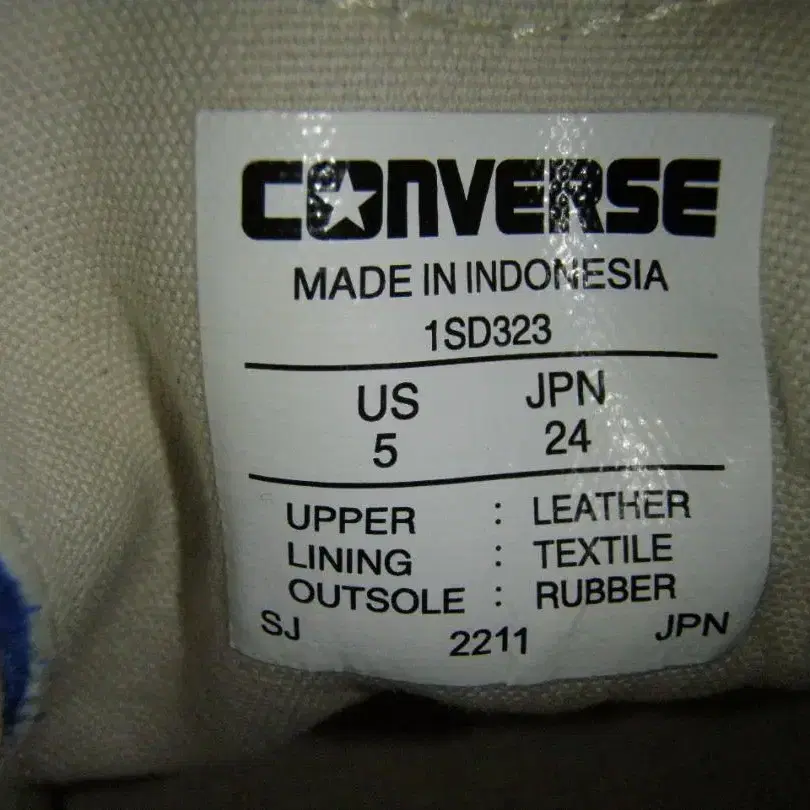 CONVERSE
MADE IN INDONESIA
1SD323
US JPN
5 24
UPPER : LEATHER
LINING : TEXTILE
OUTSOLE : RUBBER
SJ 2211 JPN